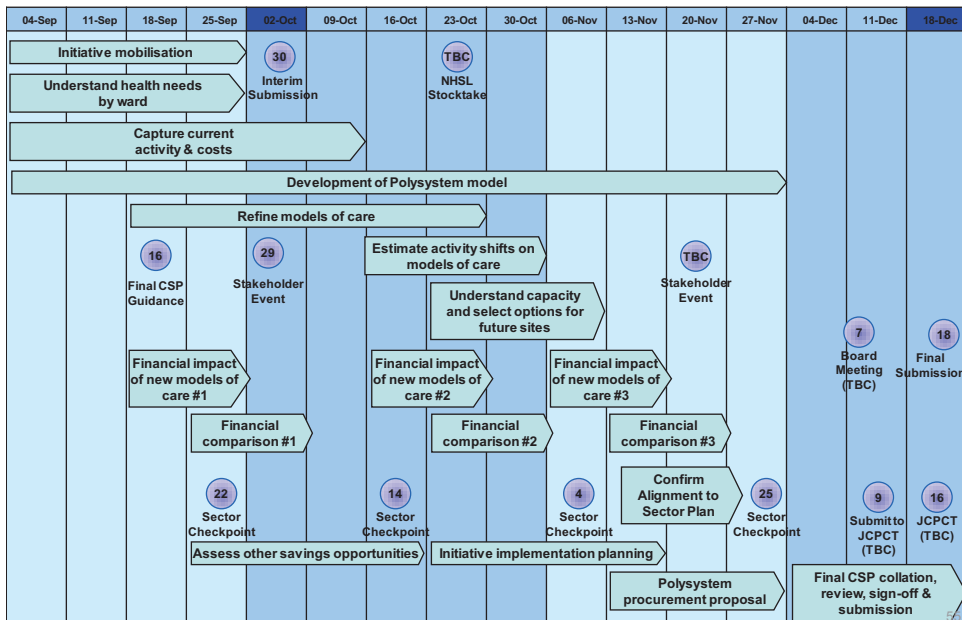 04-Sep 11-Sep 18-Sep 25-Sep 02-Oct 09-Oct 16-Oct 23-Oct 30-Oct 06-Nov 13-Nov 20-Nov 27-Nov 04-Dec 11-Dec 18-Dec
Initiative mobilisation
30
Interim
Submission
TBC
NHSL
Stocktake
Understand health needs
by ward
Capture current
activity & costs
Development of Polysystem model
Refine models of care
16
Final CSP
Guidance
29
Stakeholder
Event
Estimate activity shifts on
models of care
TBC
Stakeholder
Event
Understand capacity
and select options for
future sites
7
Board
Meeting
(TBC)
18
Final
Submission
Financial impact
of new models of
care #1
Financial impact
of new models of
care #2
Financial impact
of new models of
care #3
Financial
comparison #1
Financial
comparison #2
Financial
comparison #3
22
Sector
Checkpoint
14
Sector
Checkpoint
4
Sector
Checkpoint
Confirm
Alignment to
Sector Plan
25
Sector
Checkpoint
9
Submit to
JCPCT
(TBC)
16
JCPCT
(TBC)
Assess other savings opportunities
Initiative implementation planning
Polysystem
procurement proposal
Final CSP collation,
review, sign-off &
submission